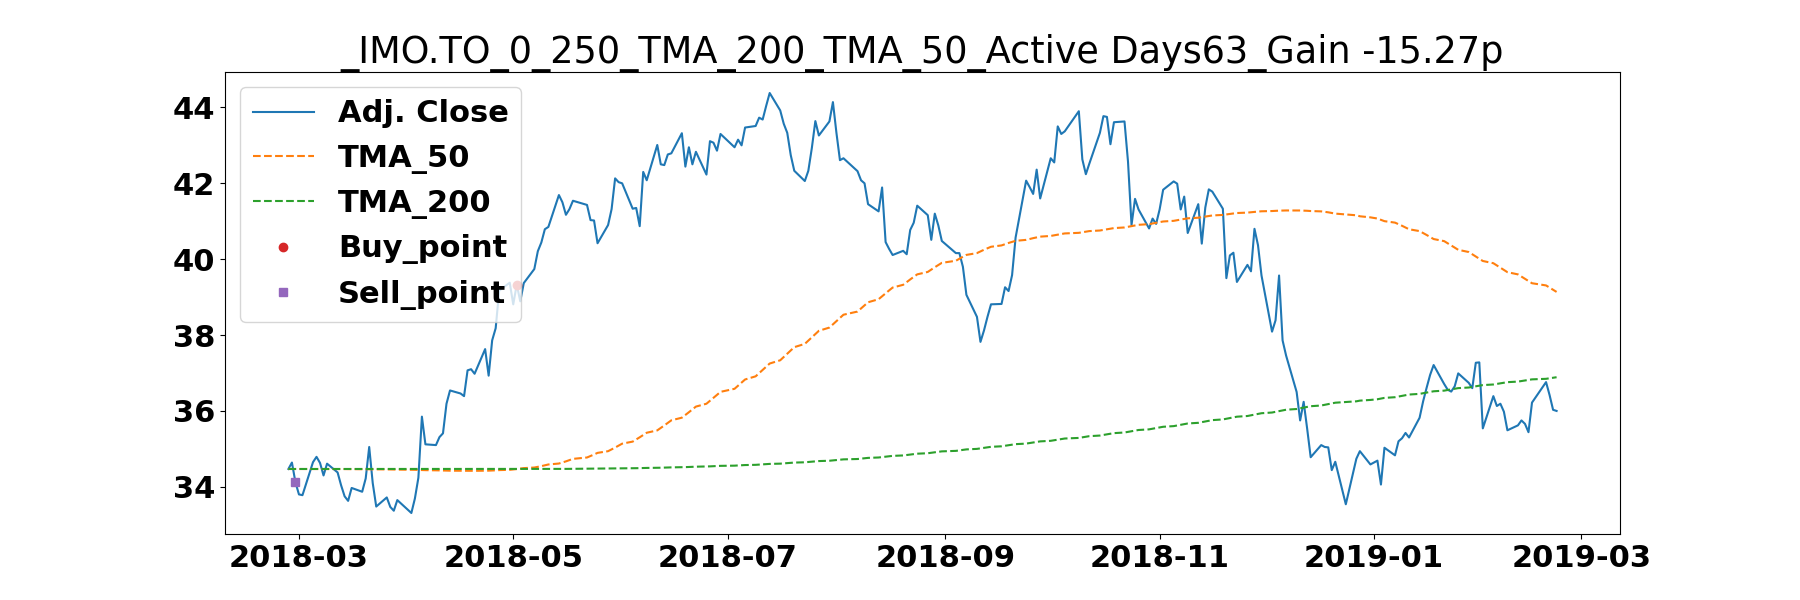 _IMO.TO_0_250_TMA_200_TMA_50_Active Days63_Gain -15.27p
44
42
40
38
36
34
Adj. Close
TMA_50
TMA_200
Buy_point
Sell_point
2018-03 2018-05 2018-07 2018-09 2018-11 2019-01 2019-03